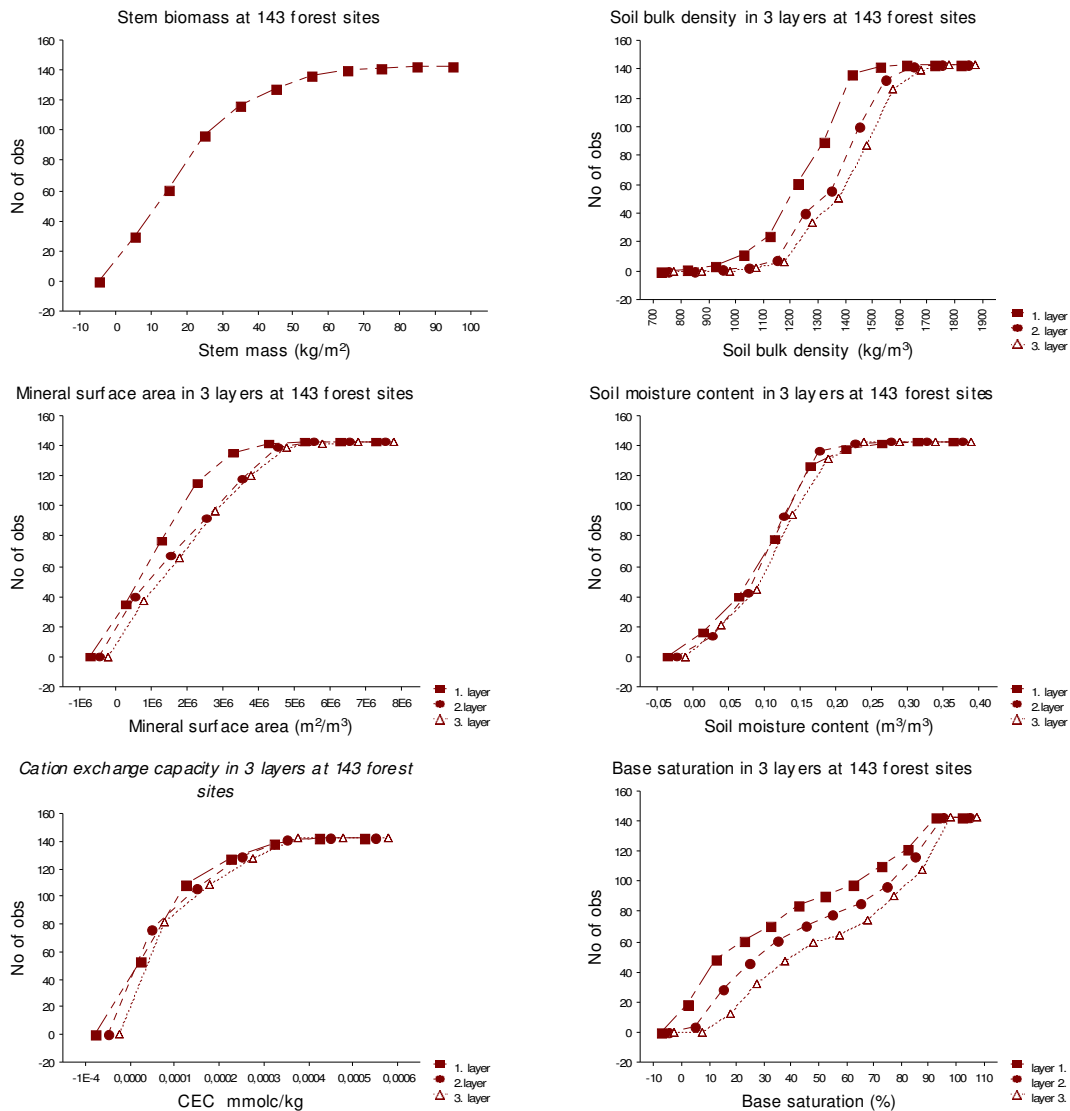 Stem biomass at 143 forest sites
160
140
120
100
80
60
40
20
0
-20
No of obs
-10 0 10 20 30 40 50 60 70 80 90 100
Stem mass (kg/m²)
Soil bulk density in 3 layers at 143 forest sites
160
140
120
100
80
60
40
20
0
-20
No of obs
700 800 900 1000 1100 1200 1300 1400 1500 1600 1700 1800 1900
Soil bulk density (kg/m³)
1. layer
2. layer
3. layer
Mineral surface area in 3 layers at 143 forest sites
160
140
120
100
80
60
40
20
0
-20
No of obs
-1E6 0 1E6 2E6 3E6 4E6 5E6 6E6 7E6 8E6
Mineral surface area (m²/m³)
1. layer
2.layer
3. layer
Soil moisture content in 3 layers at 143 forest sites
160
140
120
100
80
60
40
20
0
-20
No of obs
-0,05 0,00 0,05 0,10 0,15 0,20 0,25 0,30 0,35 0,40
Soil moisture content (m³/m³)
1. layer
2. layer
3. layer
Cation exchange capacity in 3 layers at 143 forest
sites
160
140
120
100
80
60
40
20
0
-20
No of obs
-1E-4 0,0000 0,0001 0,0002 0,0003 0,0004 0,0005 0,0006
CEC mmolc/kg
1. layer
2.layer
3. layer
Base saturation in 3 layers at 143 forest sites
160
140
120
100
80
60
40
20
0
-20
No of obs
-10 0 10 20 30 40 50 60 70 80 90 100 110
Base saturation (%)
layer 1.
layer 2.
layer 3.